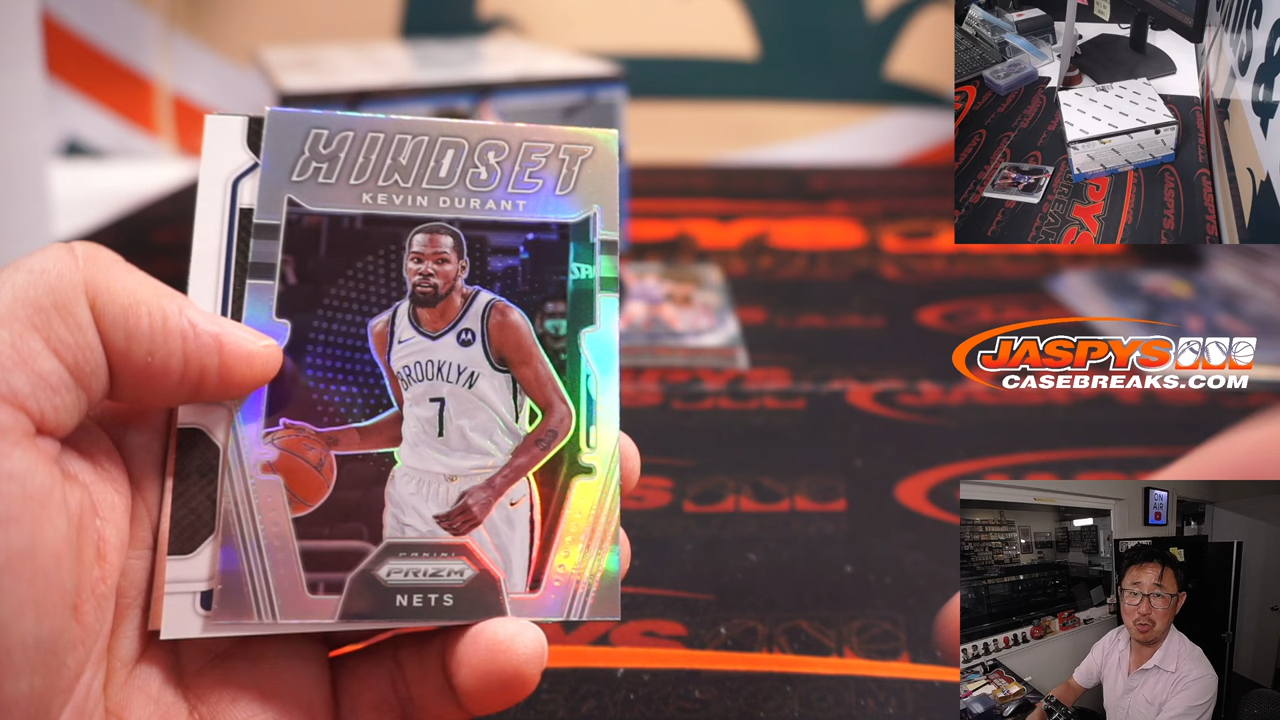 MINDSET
KEVIN DURANT
BROOKLYN
7
PANINI
PRIZM
NETS
JASPYS
CASEBREAKS.COM
ON
AIR